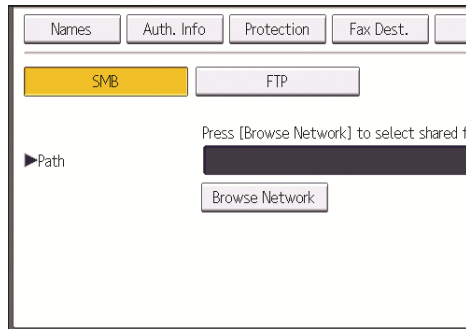 Names Auth. Info Protection Fax Dest.
SMB FTP
Press [Browse Network] to select shared
▶Path
Browse Network